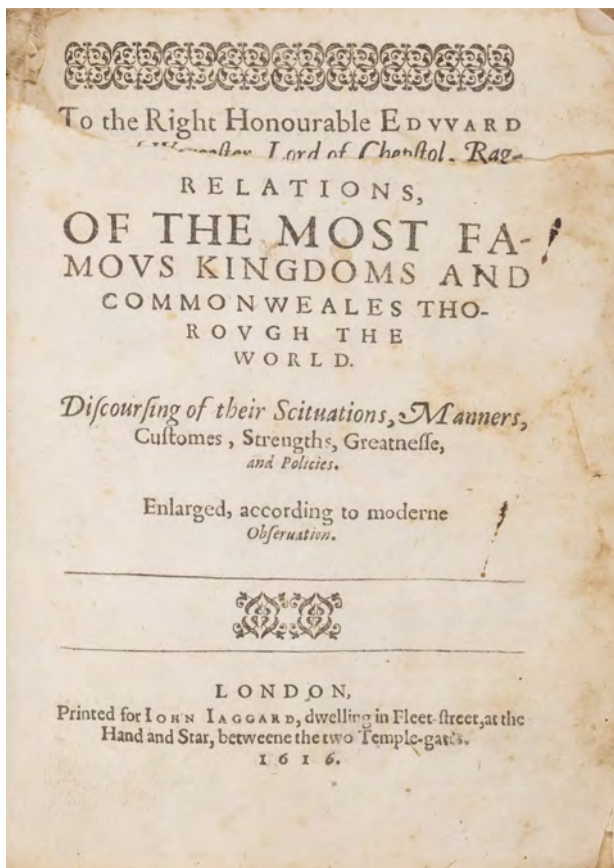 To the Right Honourable EDVVARD
Worcester, Lord of Chepſtol, Rag-
RELATIONS,
OF THE MOST FA-
MOVS KINGDOMS AND
COMMONWEALES THO-
ROVGH THE
WORLD.
Diſcourſing of their Scituations, Manners,
Cuſtomes, Strengths, Greatneſſe,
and Policies.
Enlarged, according to moderne
Obſeruation.
LONDON,
Printed for IOHN IAGGARD, dwelling in Fleet-ſtreet, at the
Hand and Star, betweene the two Temple-gates.
1616.